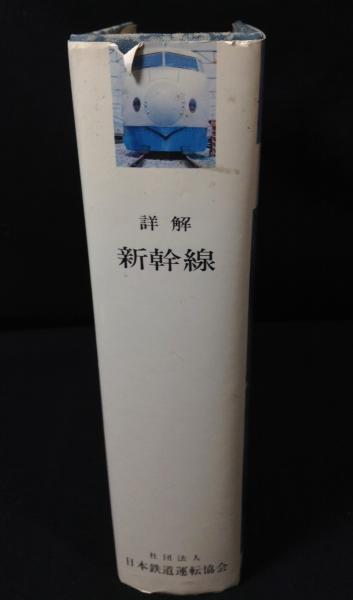 詳解
新幹線
社団法人
日本鉄道運転協会